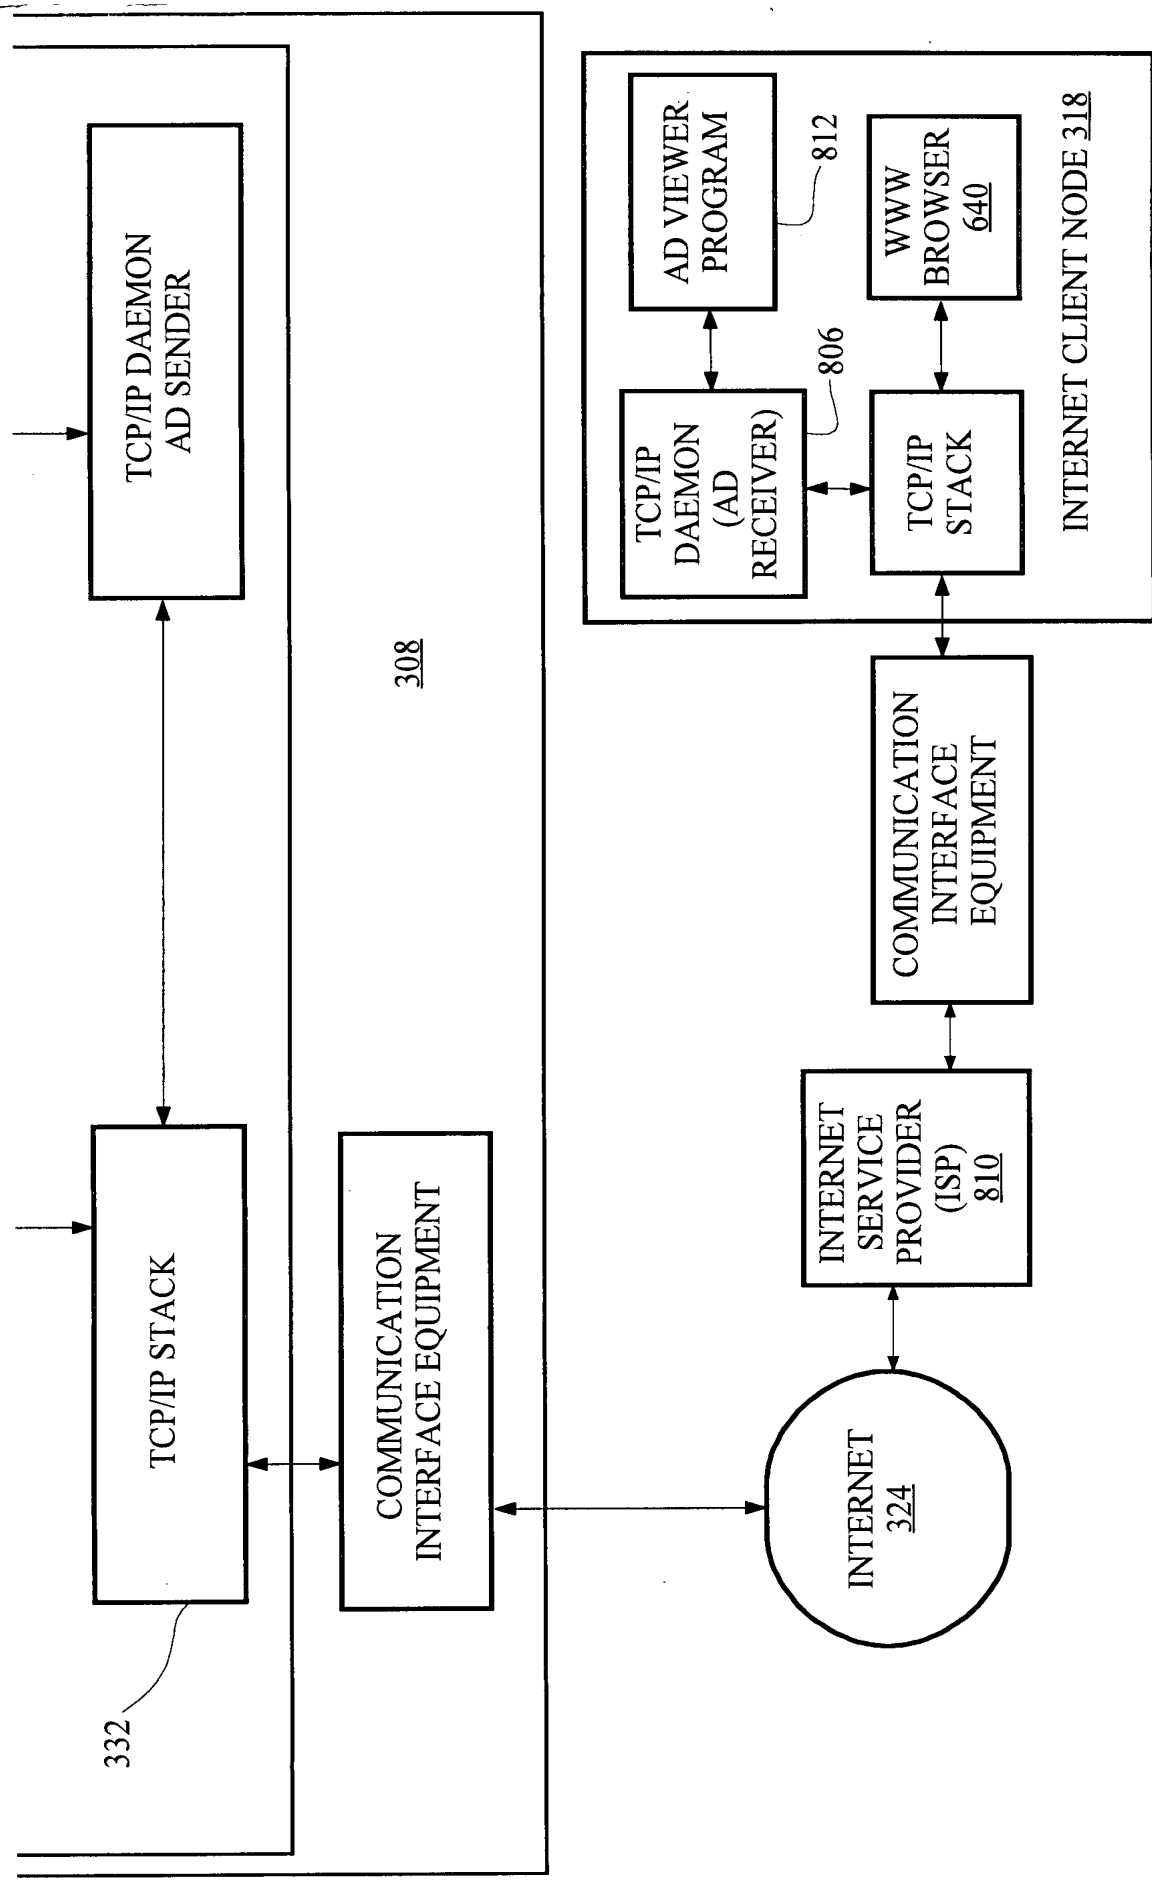 TCP/IP STACK
332
TCP/IP DAEMON
AD SENDER
COMMUNICATION
INTERFACE EQUIPMENT
308
INTERNET
324
INTERNET
SERVICE
PROVIDER
(ISP)
810
COMMUNICATION
INTERFACE
EQUIPMENT
TCP/IP
DAEMON
(AD
RECEIVER)
806
AD VIEWER
PROGRAM
812
TCP/IP
STACK
WWW
BROWSER
640
INTERNET CLIENT NODE 318